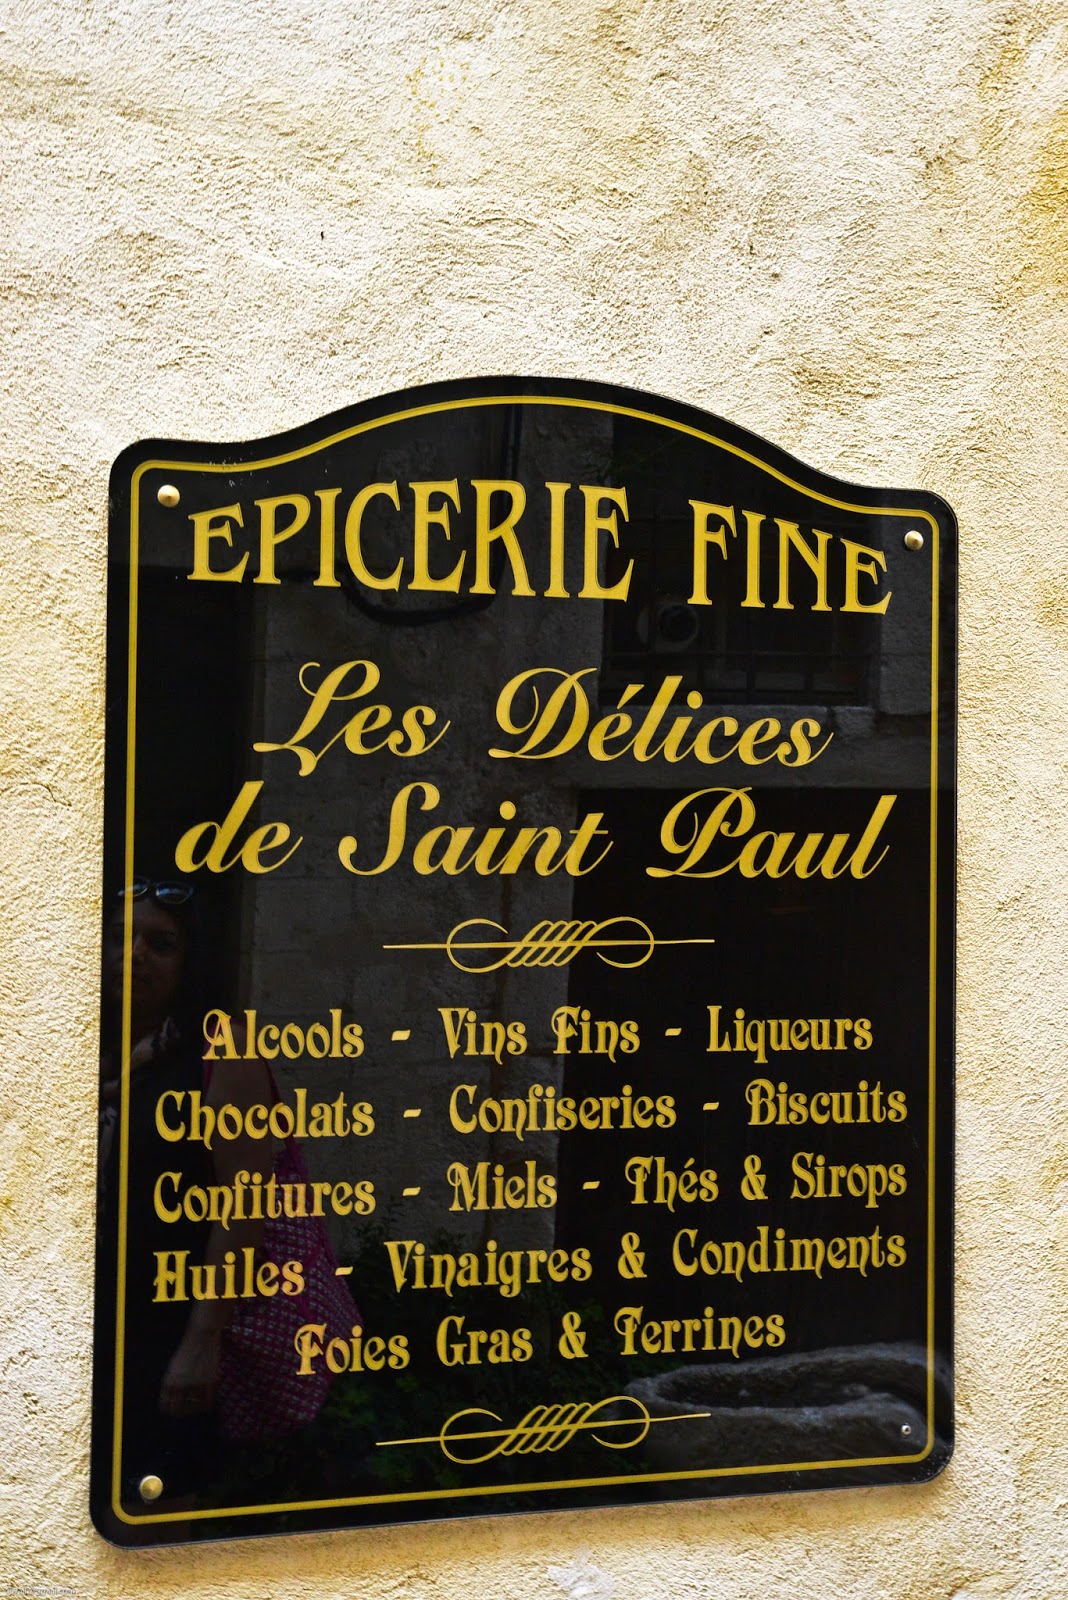 EPICERIE FINE
Les Délices
de Saint Paul
Alcools - Vins Fins - Liqueurs
Chocolats - Confiseries - Biscuits
Confitures - Miels - Thés & Sirops
Huiles - Vinaigres & Condiments
Foies Gras & Terrines